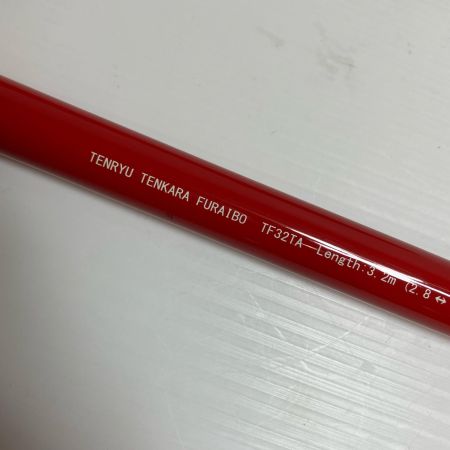 TENRYU TENKARA FURAIBO TF32TA Length:3.2m (2.8 ↔